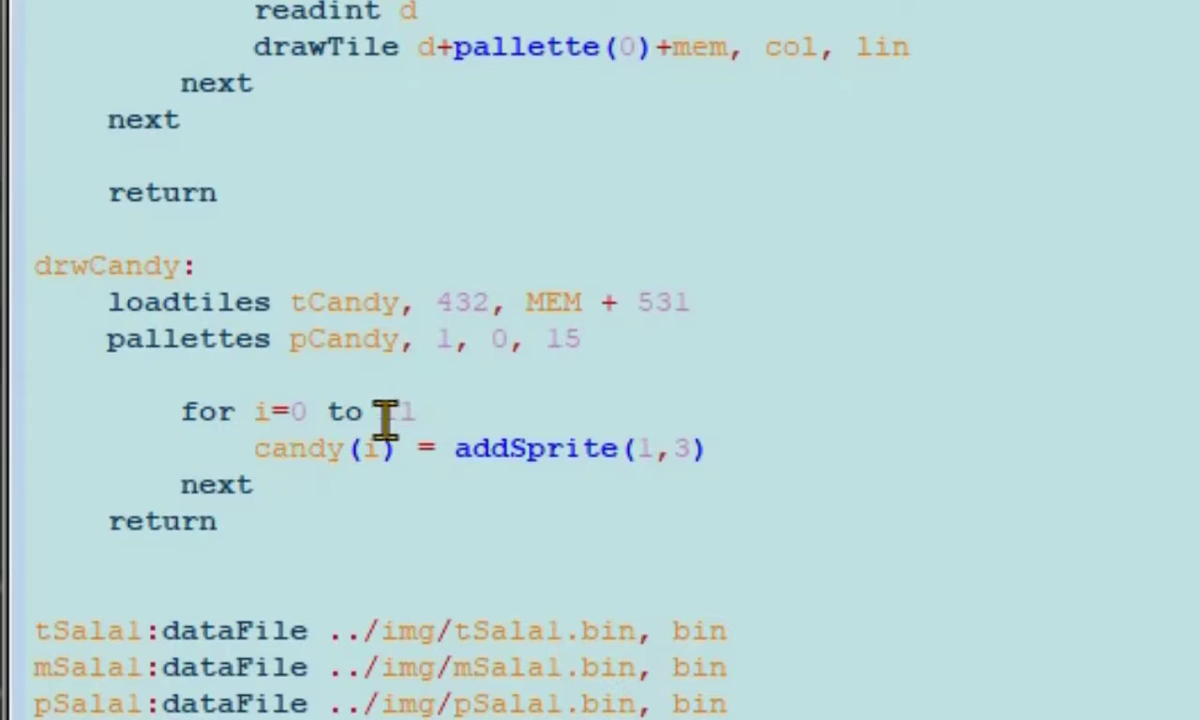 readint d
drawTile d+pallette(0)+mem, col, lin
next
next
return
drwCandy:
loadtiles tCandy, 432, MEM + 531
pallettes pCandy, 1, 0, 15
for i=0 to
candy(i) = addSprite(1,3)
next
return
tSala1:dataFile ../img/tSala1.bin, bin
mSala1:dataFile ../img/mSala1.bin, bin
pSala1:dataFile ../img/pSala1.bin, bin